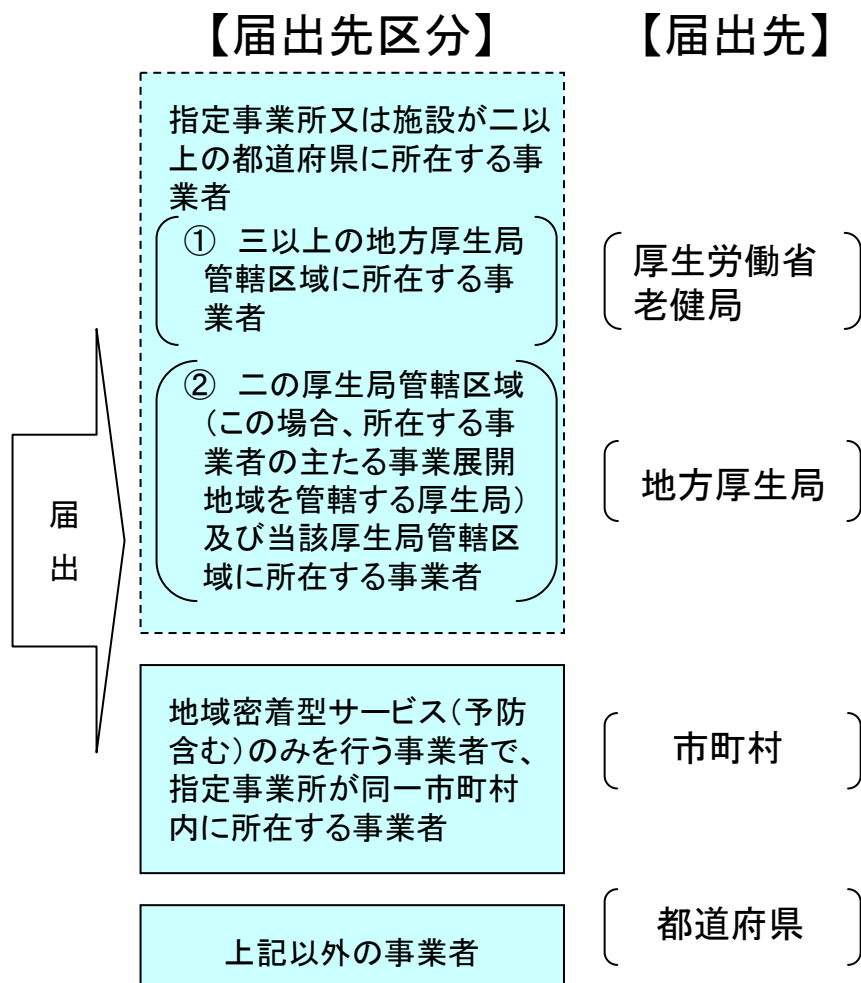 【届出先区分】
【届出先】
指定事業所又は施設が二以
上の都道府県に所在する事
業者
① 三以上の地方厚生局
管轄区域に所在する事
業者
厚生労働省
老健局
② 二の厚生局管轄区域
(この場合、所在する事
業者の主たる事業展開
地域を管轄する厚生局)
及び当該厚生局管轄区
域に所在する事業者
地方厚生局
届
出
地域密着型サービス(予防
含む)のみを行う事業者で、
指定事業所が同一市町村
内に所在する事業者
市町村
上記以外の事業者
都道府県